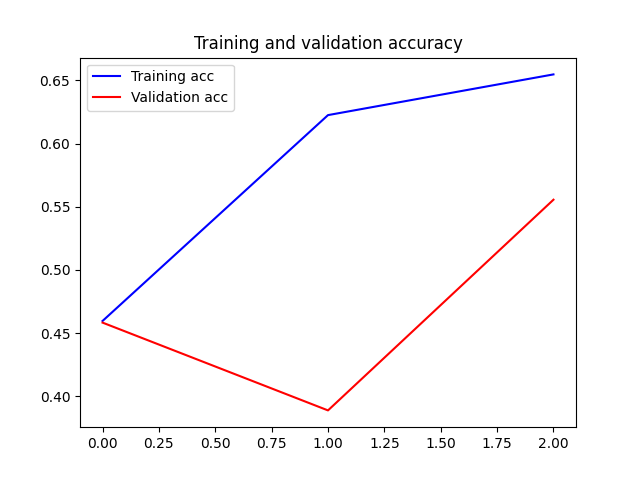 Training and validation accuracy
Training acc
Validation acc
0.65
0.60
0.55
0.50
0.45
0.40
0.00 0.25 0.50 0.75 1.00 1.25 1.50 1.75 2.00